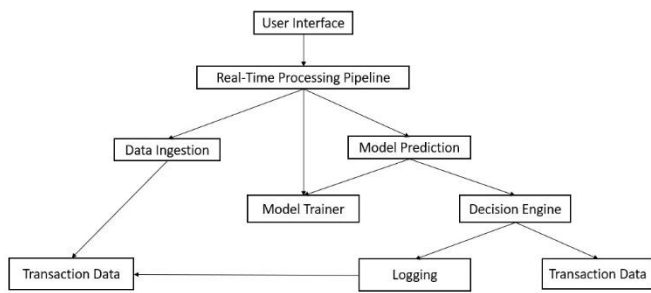 User Interface
Real-Time Processing Pipeline
Data Ingestion
Model Prediction
Model Trainer
Decision Engine
Transaction Data
Logging
Transaction Data